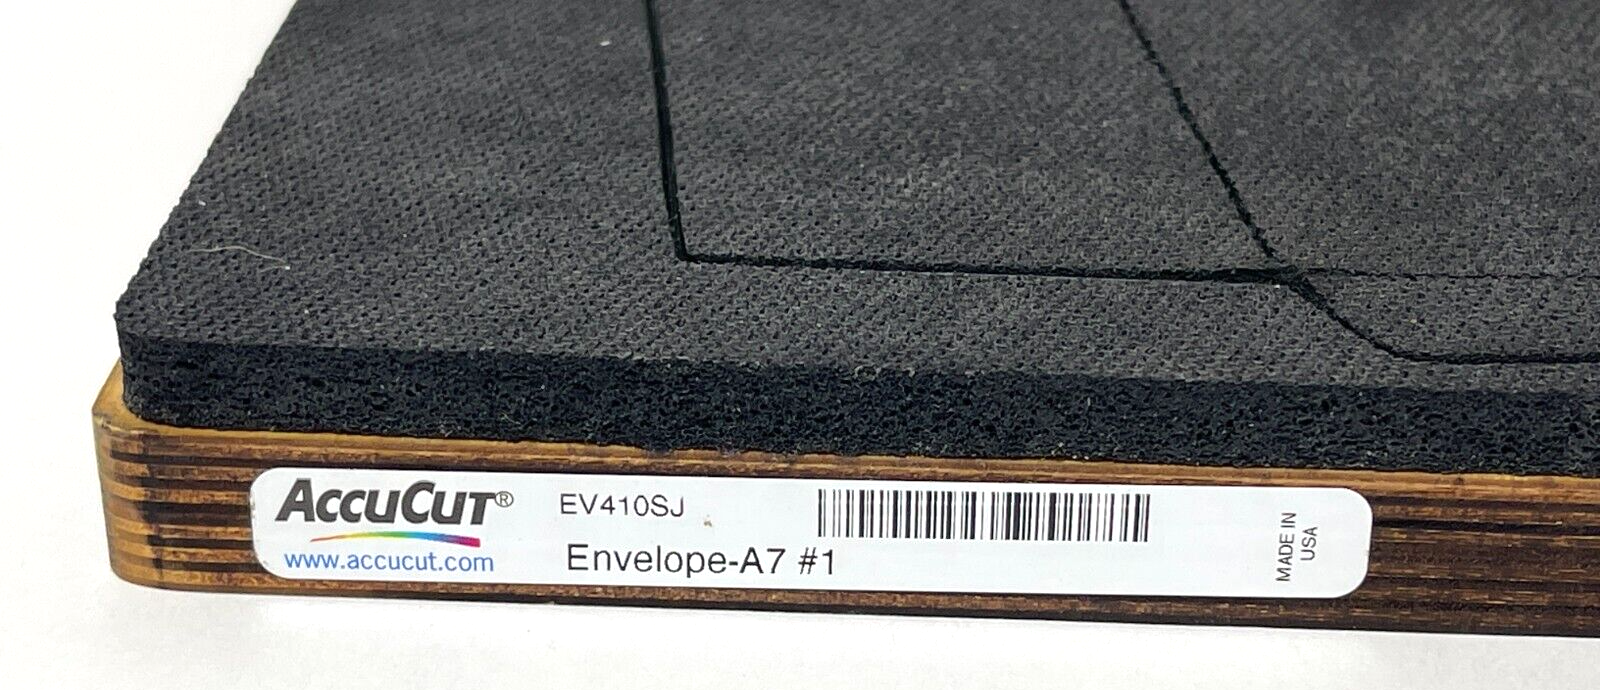 ACCUCUT®
www.accucut.com
EV410SJ
Envelope-A7 #1
MADE IN
USA